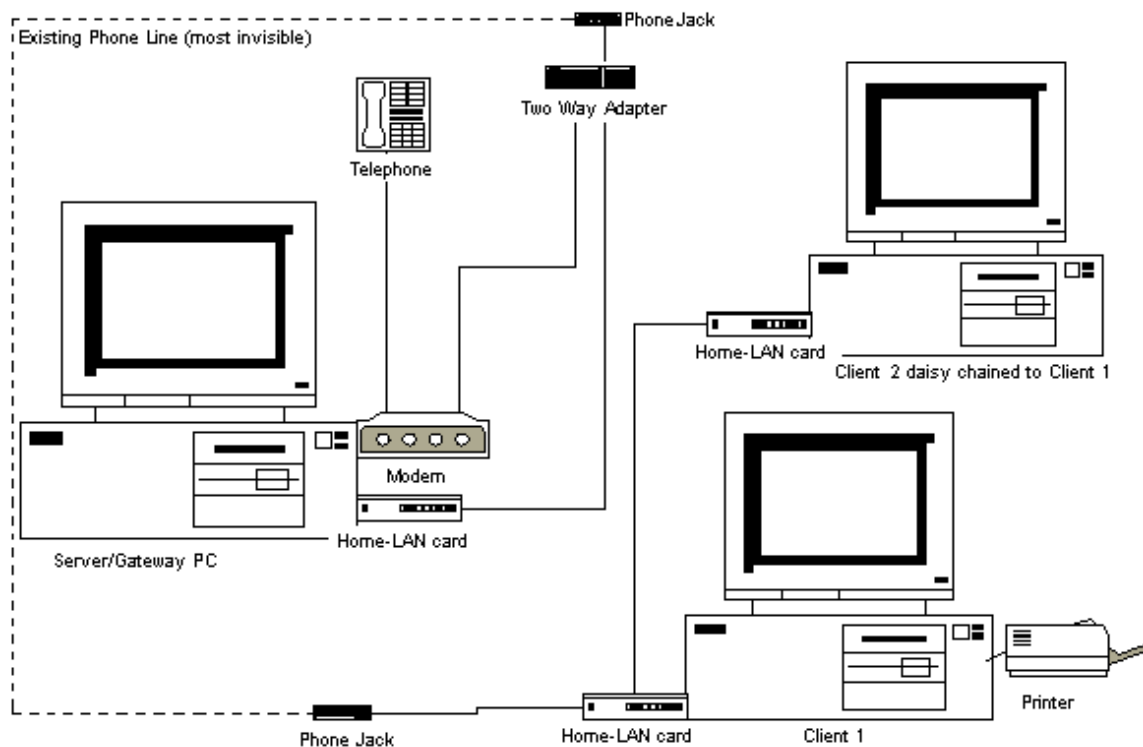 Phone Jack
Existing Phone Line (most invisible)
Two Way Adapter
Telephone
Home-LAN card
Client 2 daisy chained to Client 1
Modem
Home-LAN card
Server/Gateway PC
Printer
Phone Jack
Home-LAN card
Client 1